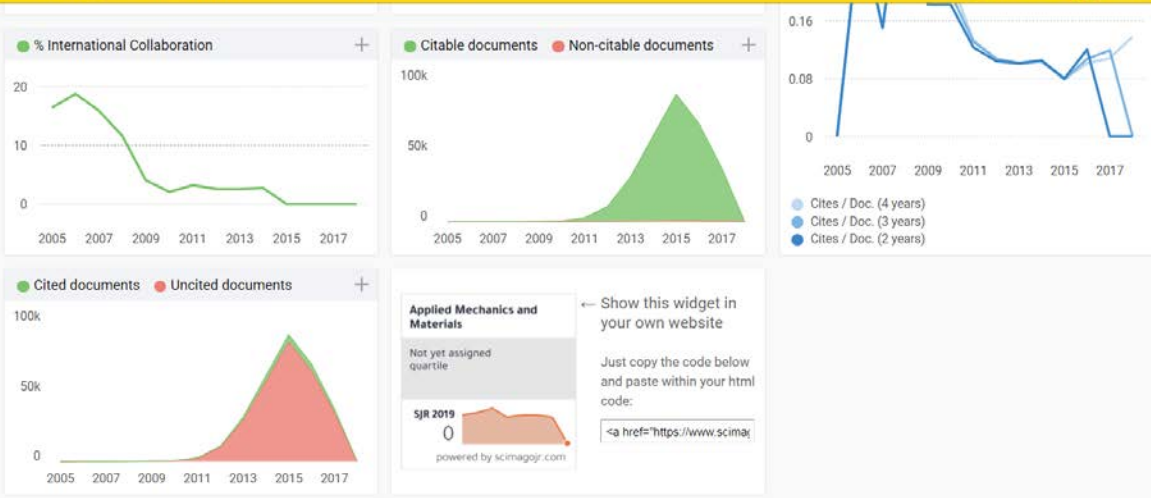 % International Collaboration
20
10
0
2005 2007 2009 2011 2013 2015 2017
Citable documents Non-citable documents
100k
50k
0
2005 2007 2009 2011 2013 2015 2017
0.16
0.08
0
2005 2007 2009 2011 2013 2015 2017
Cites / Doc. (4 years)
Cites / Doc. (3 years)
Cites / Doc. (2 years)
Cited documents Uncited documents
100k
50k
0
2005 2007 2009 2011 2013 2015 2017
Applied Mechanics and
Materials
Not yet assigned
quartile
SJR 2019
0
powered by scimagojr.com
← Show this widget in
your own website
Just copy the code below
and paste within your html
code:
<a href="https://www.scimag